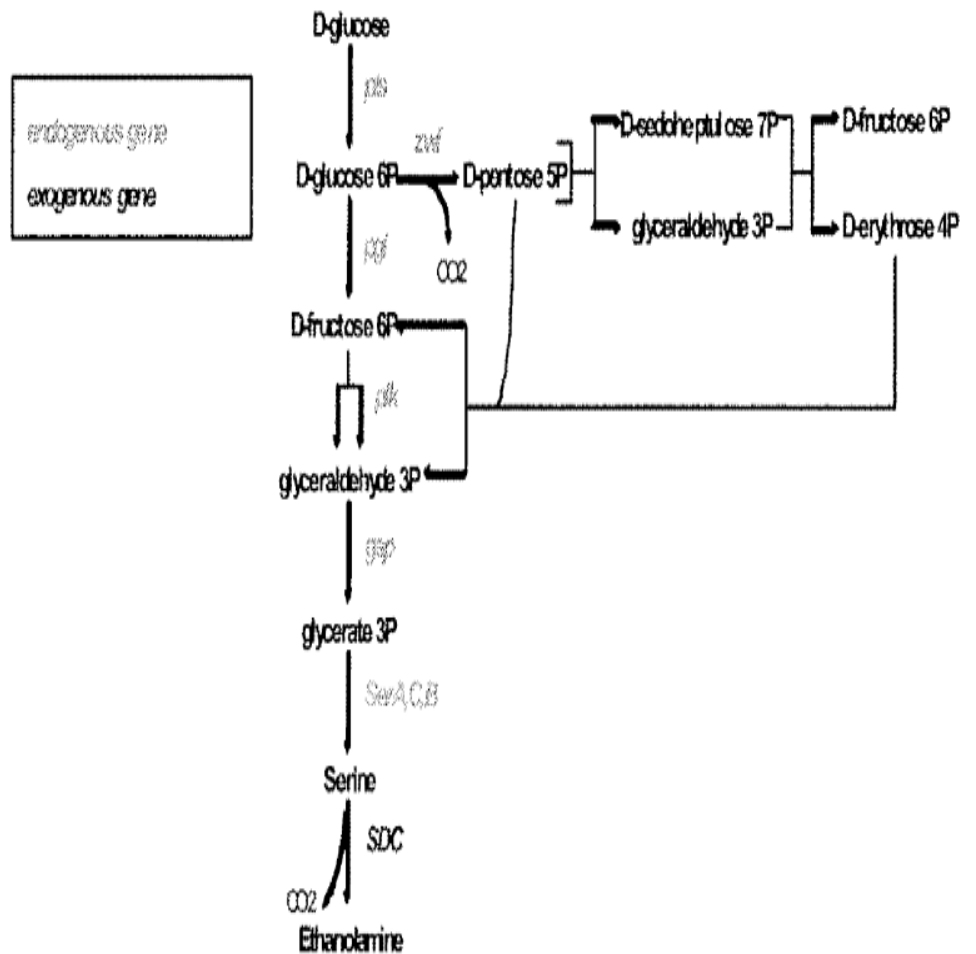 D-glucose
pts
endogenous gene
exogenous gene
zwf
D-glucose 6P
D-pentose 5P
D-sedoheptulose 7P
D-fructose 6P
glyceraldehyde 3P
D-erythrose 4P
pgi
CO2
D-fructose 6P
pfk
glyceraldehyde 3P
gap
glycerate 3P
SerA,C,B
Serine
SDC
CO2
Ethanolamine